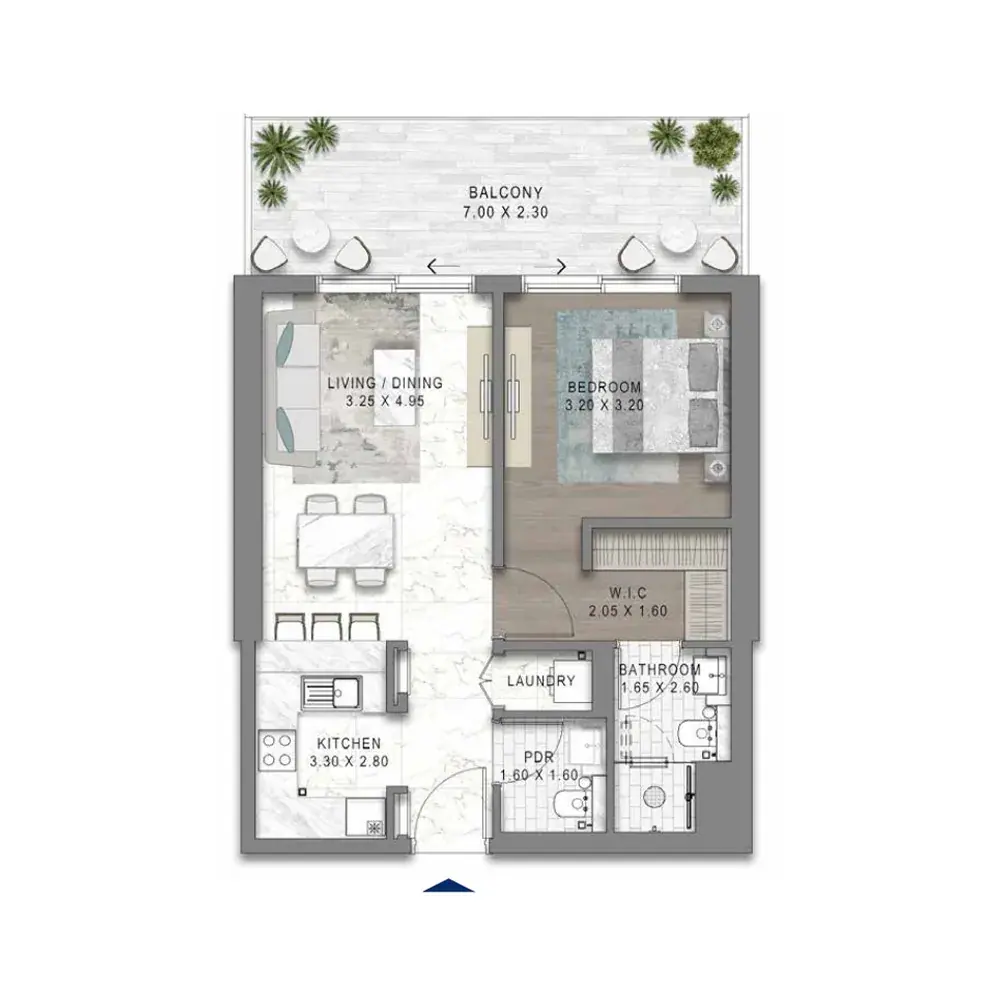 BALCONY
7.00 X 2.30
LIVING / DINING
3.25 X 4.95
BEDROOM
3.20 X 3.20
W.I.C
2.05 X 1.60
LAUNDRY
BATHROOM
1.65 X 2.60
KITCHEN
3.30 X 2.80
PDR
1.60 X 1.60